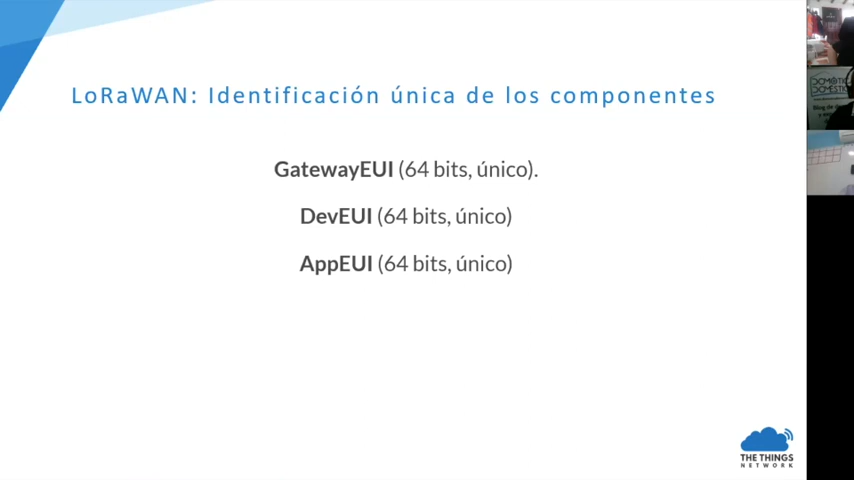 LoRaWAN: Identificación única de los componentes
GatewayEUI (64 bits, único).
DevEUI (64 bits, único)
AppEUI (64 bits, único)
THE THINGS
NETWORK